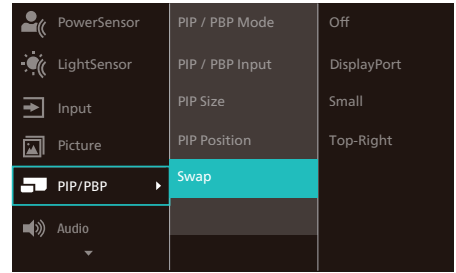 PowerSensor
LightSensor
Input
Picture
PIP/PBP
Audio
PIP / PBP Mode
PIP / PBP Input
PIP Size
PIP Position
Swap
Off
DisplayPort
Small
Top-Right